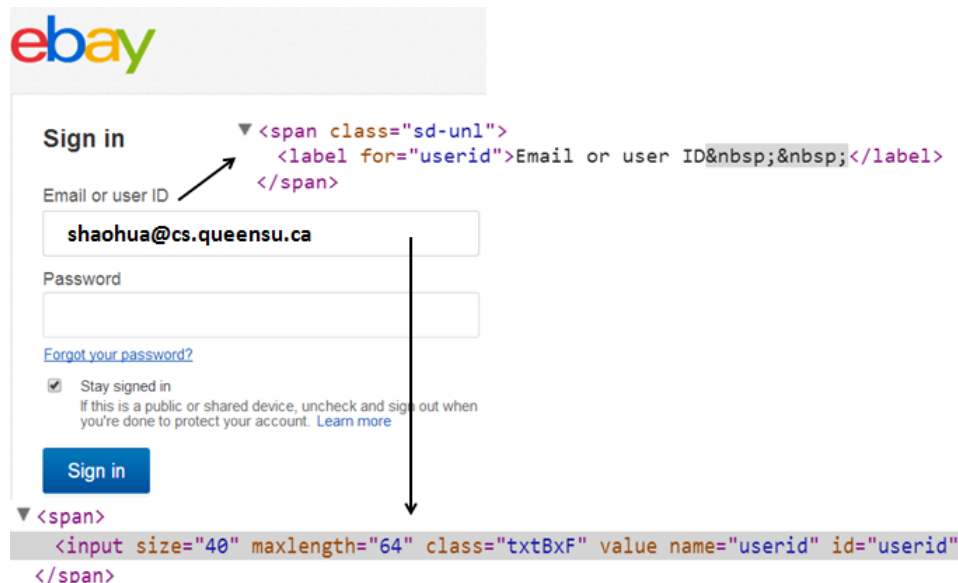 ebay
Sign in
▼<span class="sd-unl">
<label for="userid">Email or user ID&nbsp;&nbsp;</label>
</span>
Email or user ID
shaohua@cs.queensu.ca
Password
Forgot your password?
Stay signed in
If this is a public or shared device, uncheck and sign out when
you're done to protect your account. Learn more
Sign in
▼<span>
<input size="40" maxlength="64" class="txtBxF" value name="userid" id="userid"
</span>